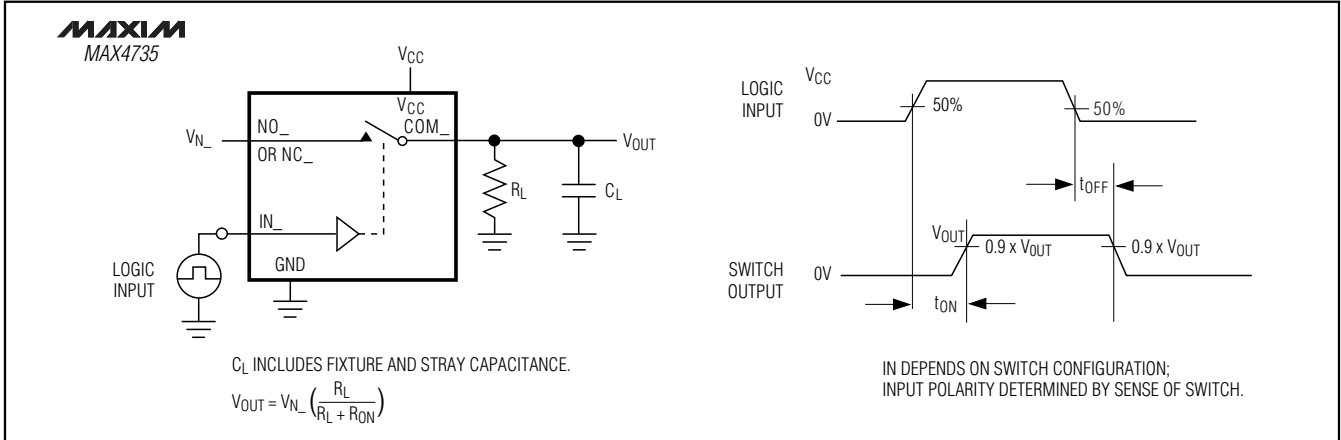 MAXIM
MAX4735
VCC
VCC
VN_
NO_
OR NC_
COM_
VOUT
RL
CL
IN_
GND
LOGIC
INPUT
CL INCLUDES FIXTURE AND STRAY CAPACITANCE.
VOUT = VN_ (RL / RL + RON)
LOGIC
INPUT
VCC
0V
50%
50%
tOFF
SWITCH
OUTPUT
VOUT
0V
0.9 x VOUT
0.9 x VOUT
tON
IN DEPENDS ON SWITCH CONFIGURATION;
INPUT POLARITY DETERMINED BY SENSE OF SWITCH.